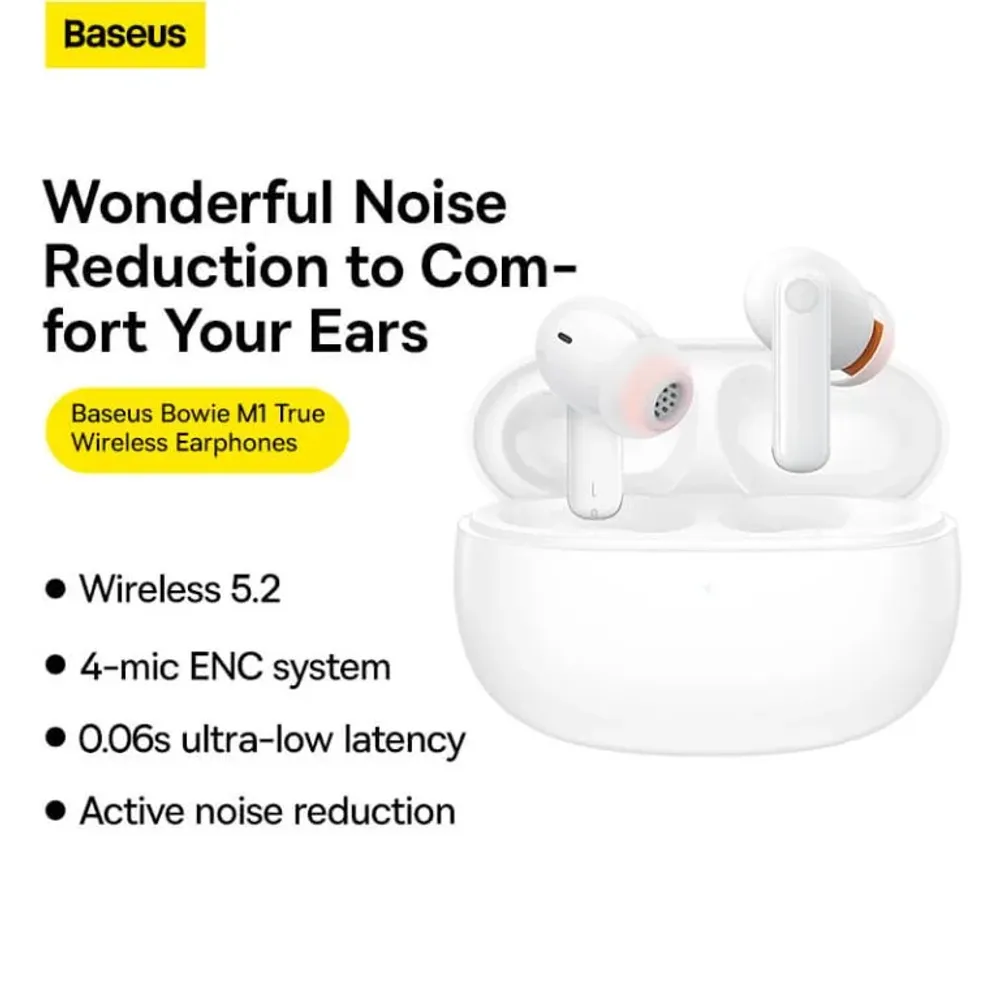 Baseus
Wonderful Noise
Reduction to Com-
fort Your Ears
Baseus Bowie M1 True
Wireless Earphones
• Wireless 5.2
• 4-mic ENC system
• 0.06s ultra-low latency
• Active noise reduction
L